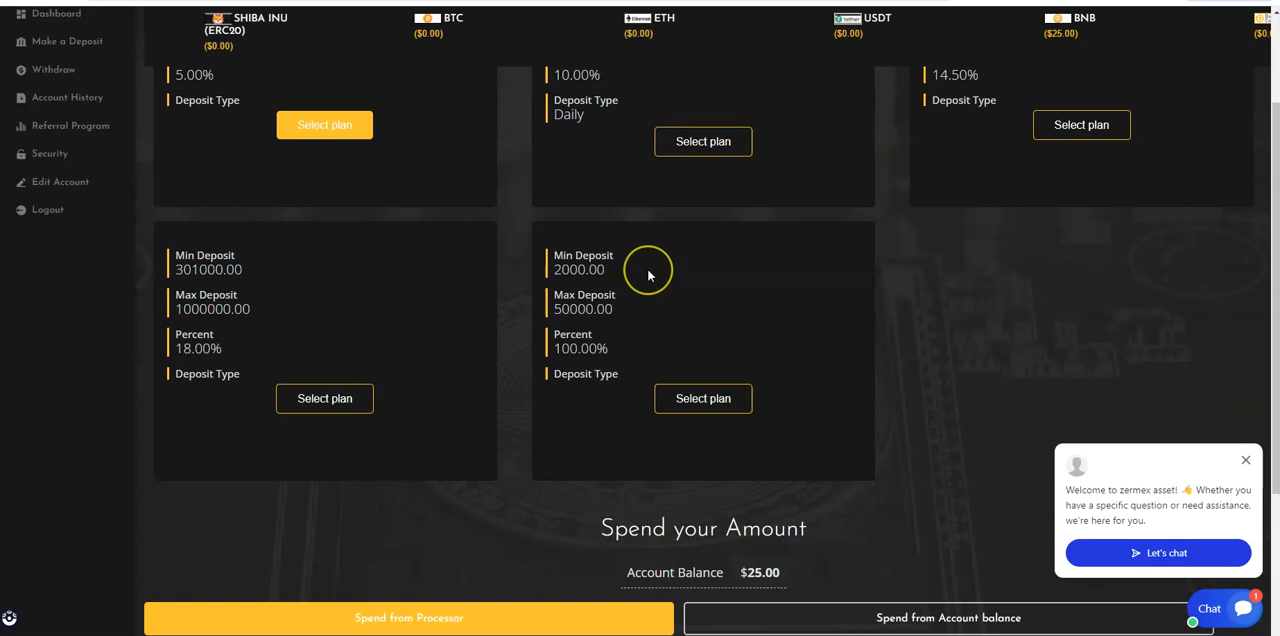 Dashboard
Make a Deposit
Withdraw
Account History
Referral Program
Security
Edit Account
Logout
SHIBA INU
(ERC20)
($0.00)
BTC
($0.00)
ETH
($0.00)
USDT
($0.00)
BNB
($25.00)
5.00%
Deposit Type
Select plan
10.00%
Deposit Type
Daily
Select plan
14.50%
Deposit Type
Select plan
Min Deposit
301000.00
Max Deposit
1000000.00
Percent
18.00%
Deposit Type
Select plan
Min Deposit
2000.00
Max Deposit
50000.00
Percent
100.00%
Deposit Type
Select plan
Spend your Amount
Account Balance $25.00
Spend from Processor
Spend from Account balance
Welcome to zermex asset! 👋 Whether you
have a specific question or need assistance,
we're here for you.
Let's chat
Chat
1